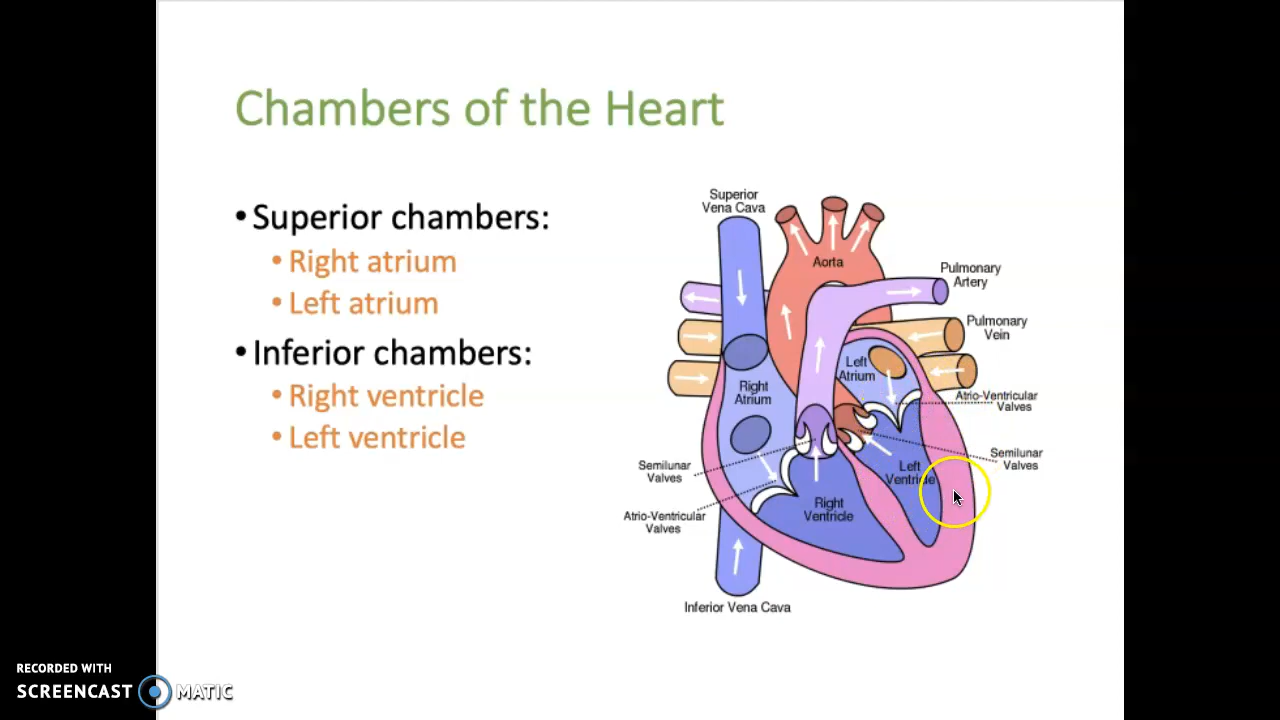 Chambers of the Heart
• Superior chambers:
• Right atrium
• Left atrium
• Inferior chambers:
• Right ventricle
• Left ventricle
Superior
Vena Cava
Aorta
Pulmonary
Artery
Pulmonary
Vein
Left
Atrium
Right
Atrium
Atrio-Ventricular
Valves
Semilunar
Valves
Left
Ventricle
Semilunar
Valves
Right
Ventricle
Atrio-Ventricular
Valves
Inferior Vena Cava
RECORDED WITH
SCREENCAST MATIC